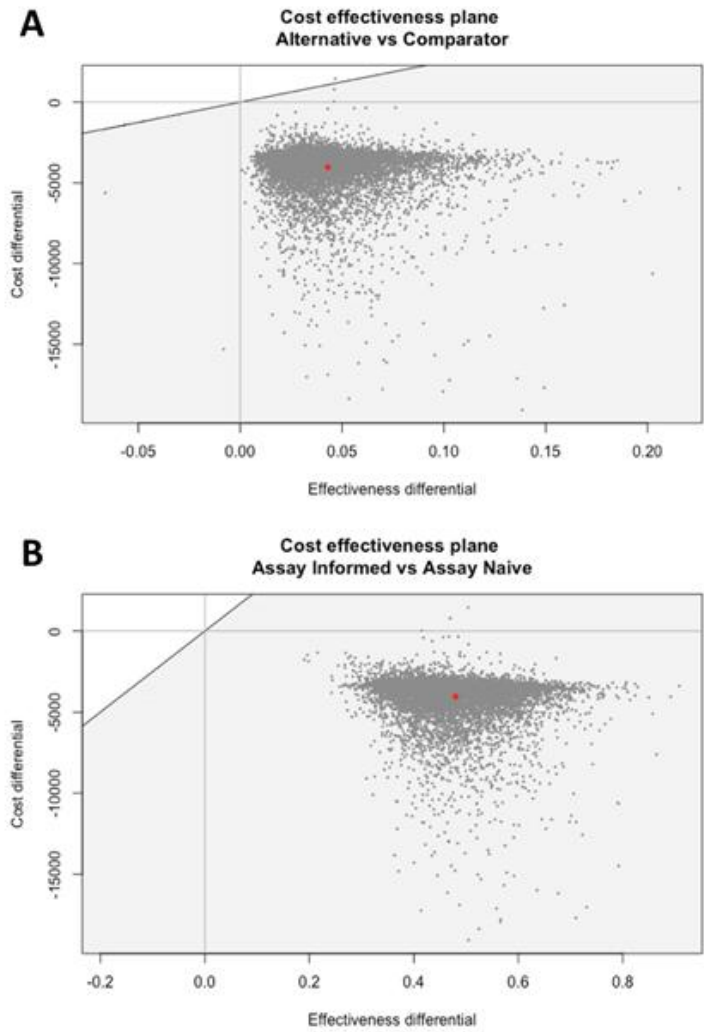 A
Cost effectiveness plane
Alternative vs Comparator
Cost differential
0
-5000
-10000
-15000
-0.05 0.00 0.05 0.10 0.15 0.20
Effectiveness differential
B
Cost effectiveness plane
Assay Informed vs Assay Naive
Cost differential
0
-5000
-10000
-15000
-0.2 0.0 0.2 0.4 0.6 0.8
Effectiveness differential